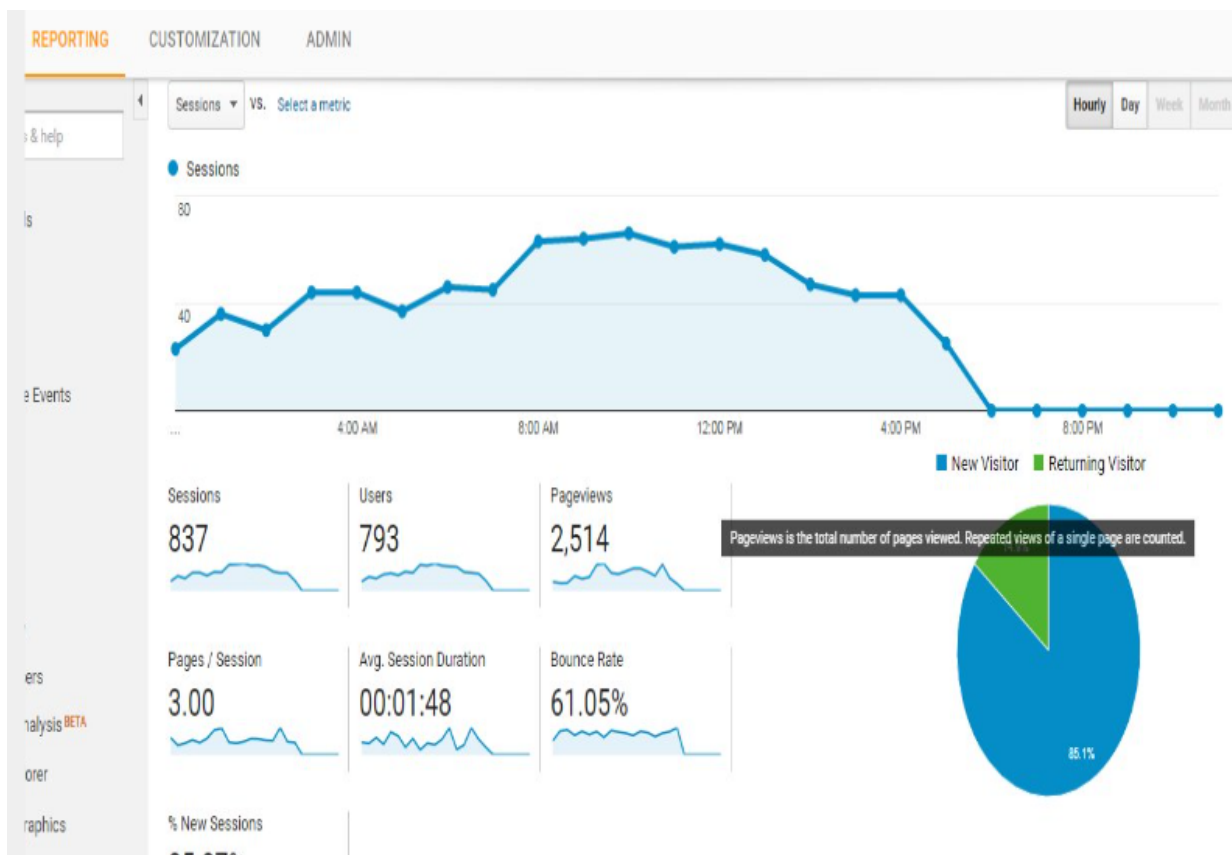 REPORTING CUSTOMIZATION ADMIN
Sessions VS. Select a metric
Hourly Day Week Month
& help
Sessions
80
40
e Events
... 4:00 AM 8:00 AM 12:00 PM 4:00 PM 8:00 PM
New Visitor Returning Visitor
Sessions Users Pageviews
837 793 2,514
Pageviews is the total number of pages viewed. Repeated views of a single page are counted.
Pages / Session Avg. Session Duration Bounce Rate
3.00 00:01:48 61.05%
ers
nalysis BETA
85.1%
orer
raphics
% New Sessions